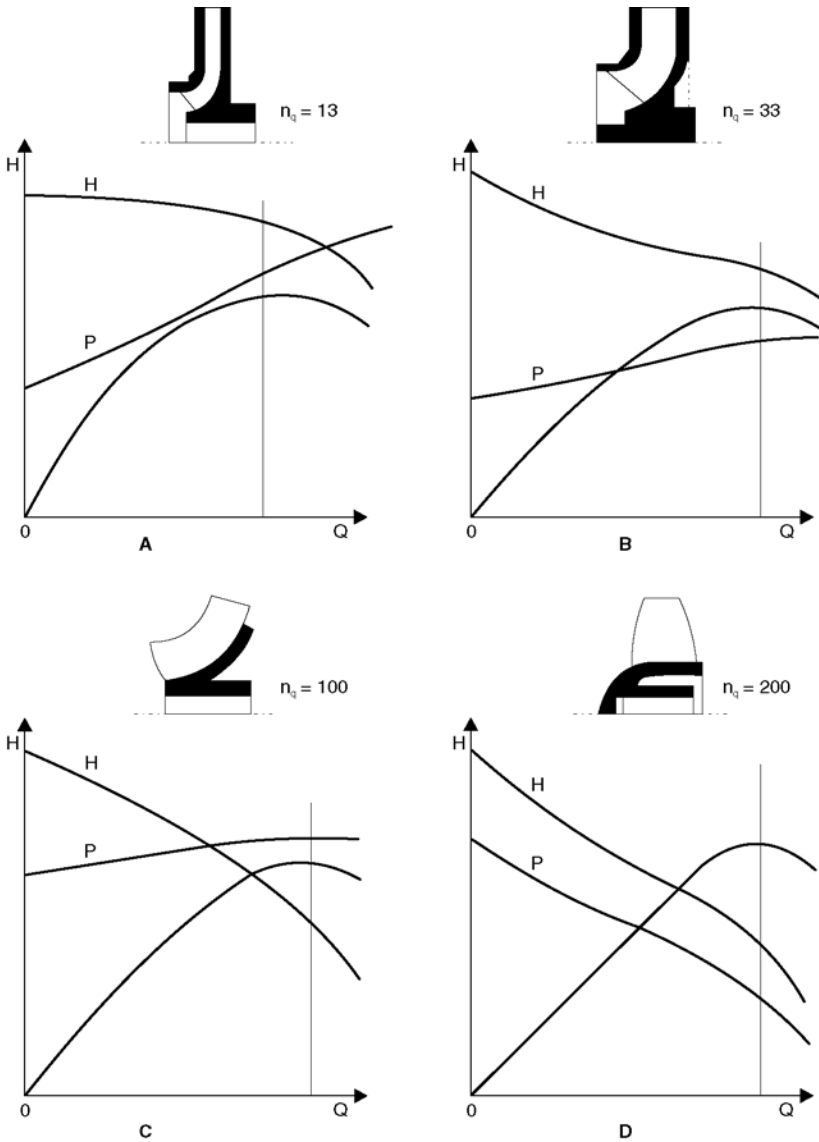 n_q = 13
H
H
P
0
Q
A
n_q = 33
H
H
P
0
Q
B
n_q = 100
H
H
P
0
Q
C
n_q = 200
H
H
P
0
Q
D